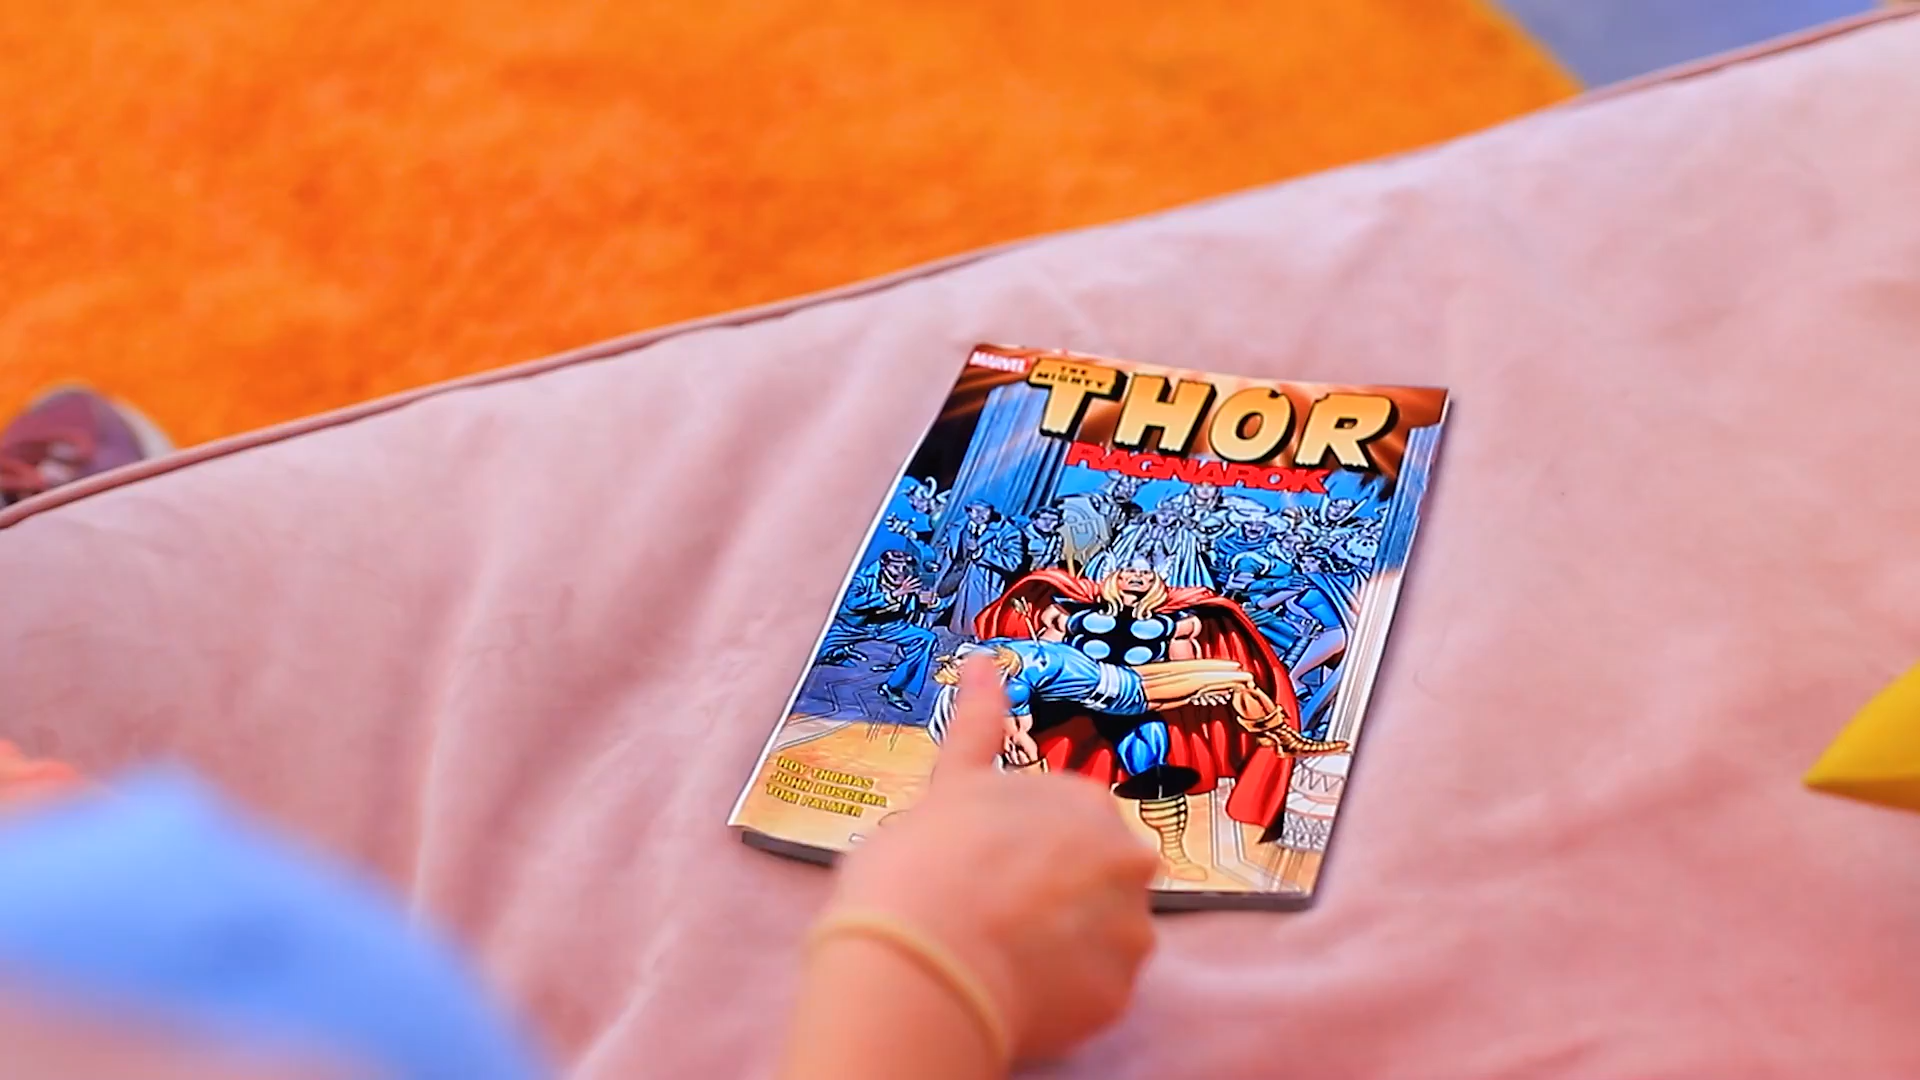 MARVEL
THE
MIGHTY
THOR
RAGNAROK
ROY THOMAS
JOHN BUSCEMA
TOM PALMER